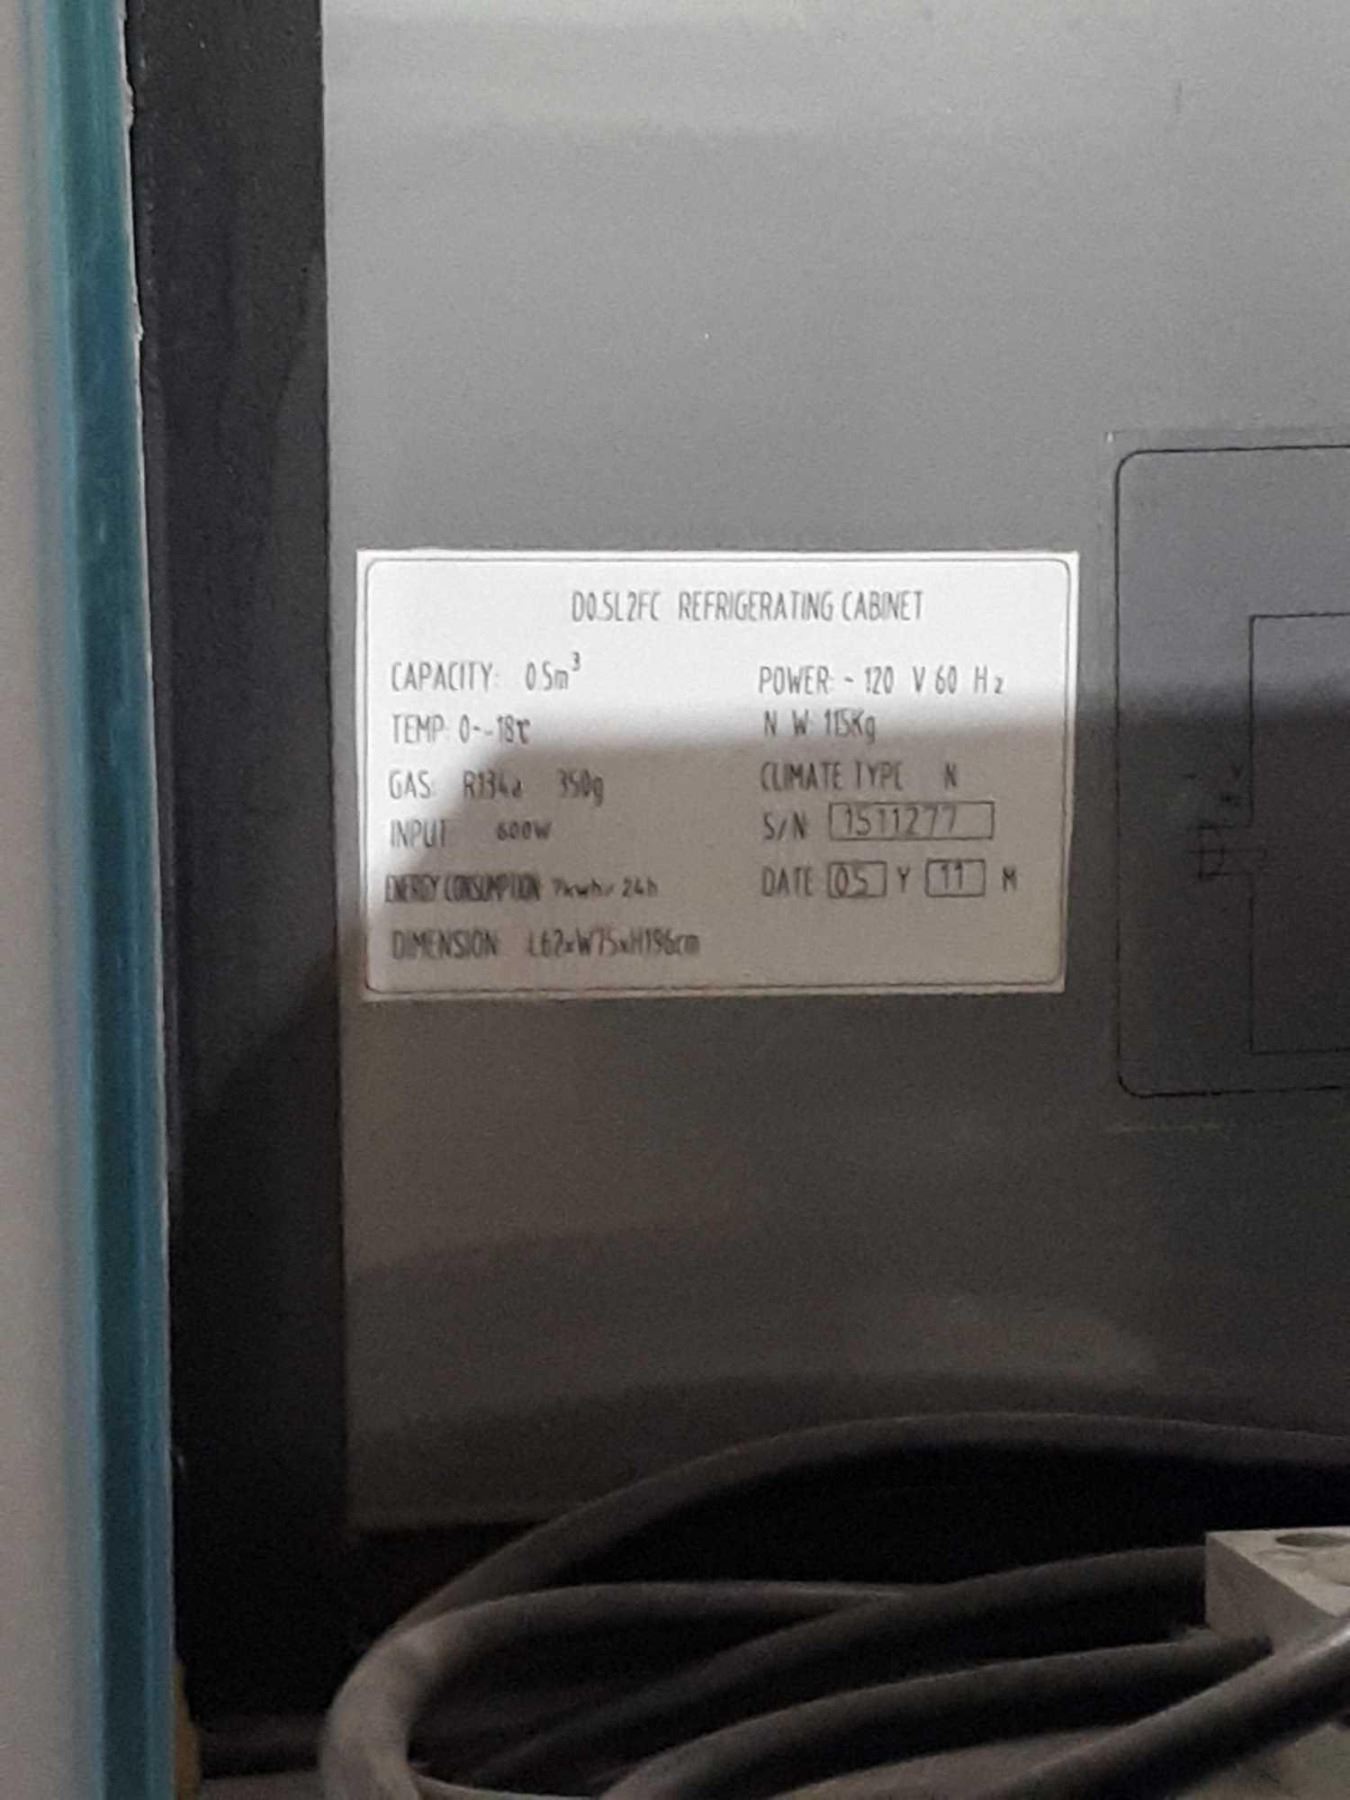 D0.5L2FC REFRIGERATING CABINET
CAPACITY: 0.5m³
POWER: ~ 120 V 60 Hz
TEMP: 0~-18℃
N W: 115Kg
GAS: R134a 350g
CLIMATE TYPE N
INPUT: 600W
S/N: 1511277
ENERGY CONSUMPTION: 7kwh/24h
DATE 05 Y 11 M
DIMENSION: L62xW75xH196cm